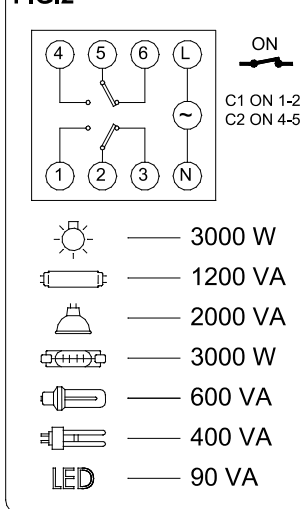 FIG.2
4 5 6 L
ON
C1 ON 1-2
C2 ON 4-5
~
1 2 3 N
3000 W
1200 VA
2000 VA
3000 W
600 VA
400 VA
LED 90 VA